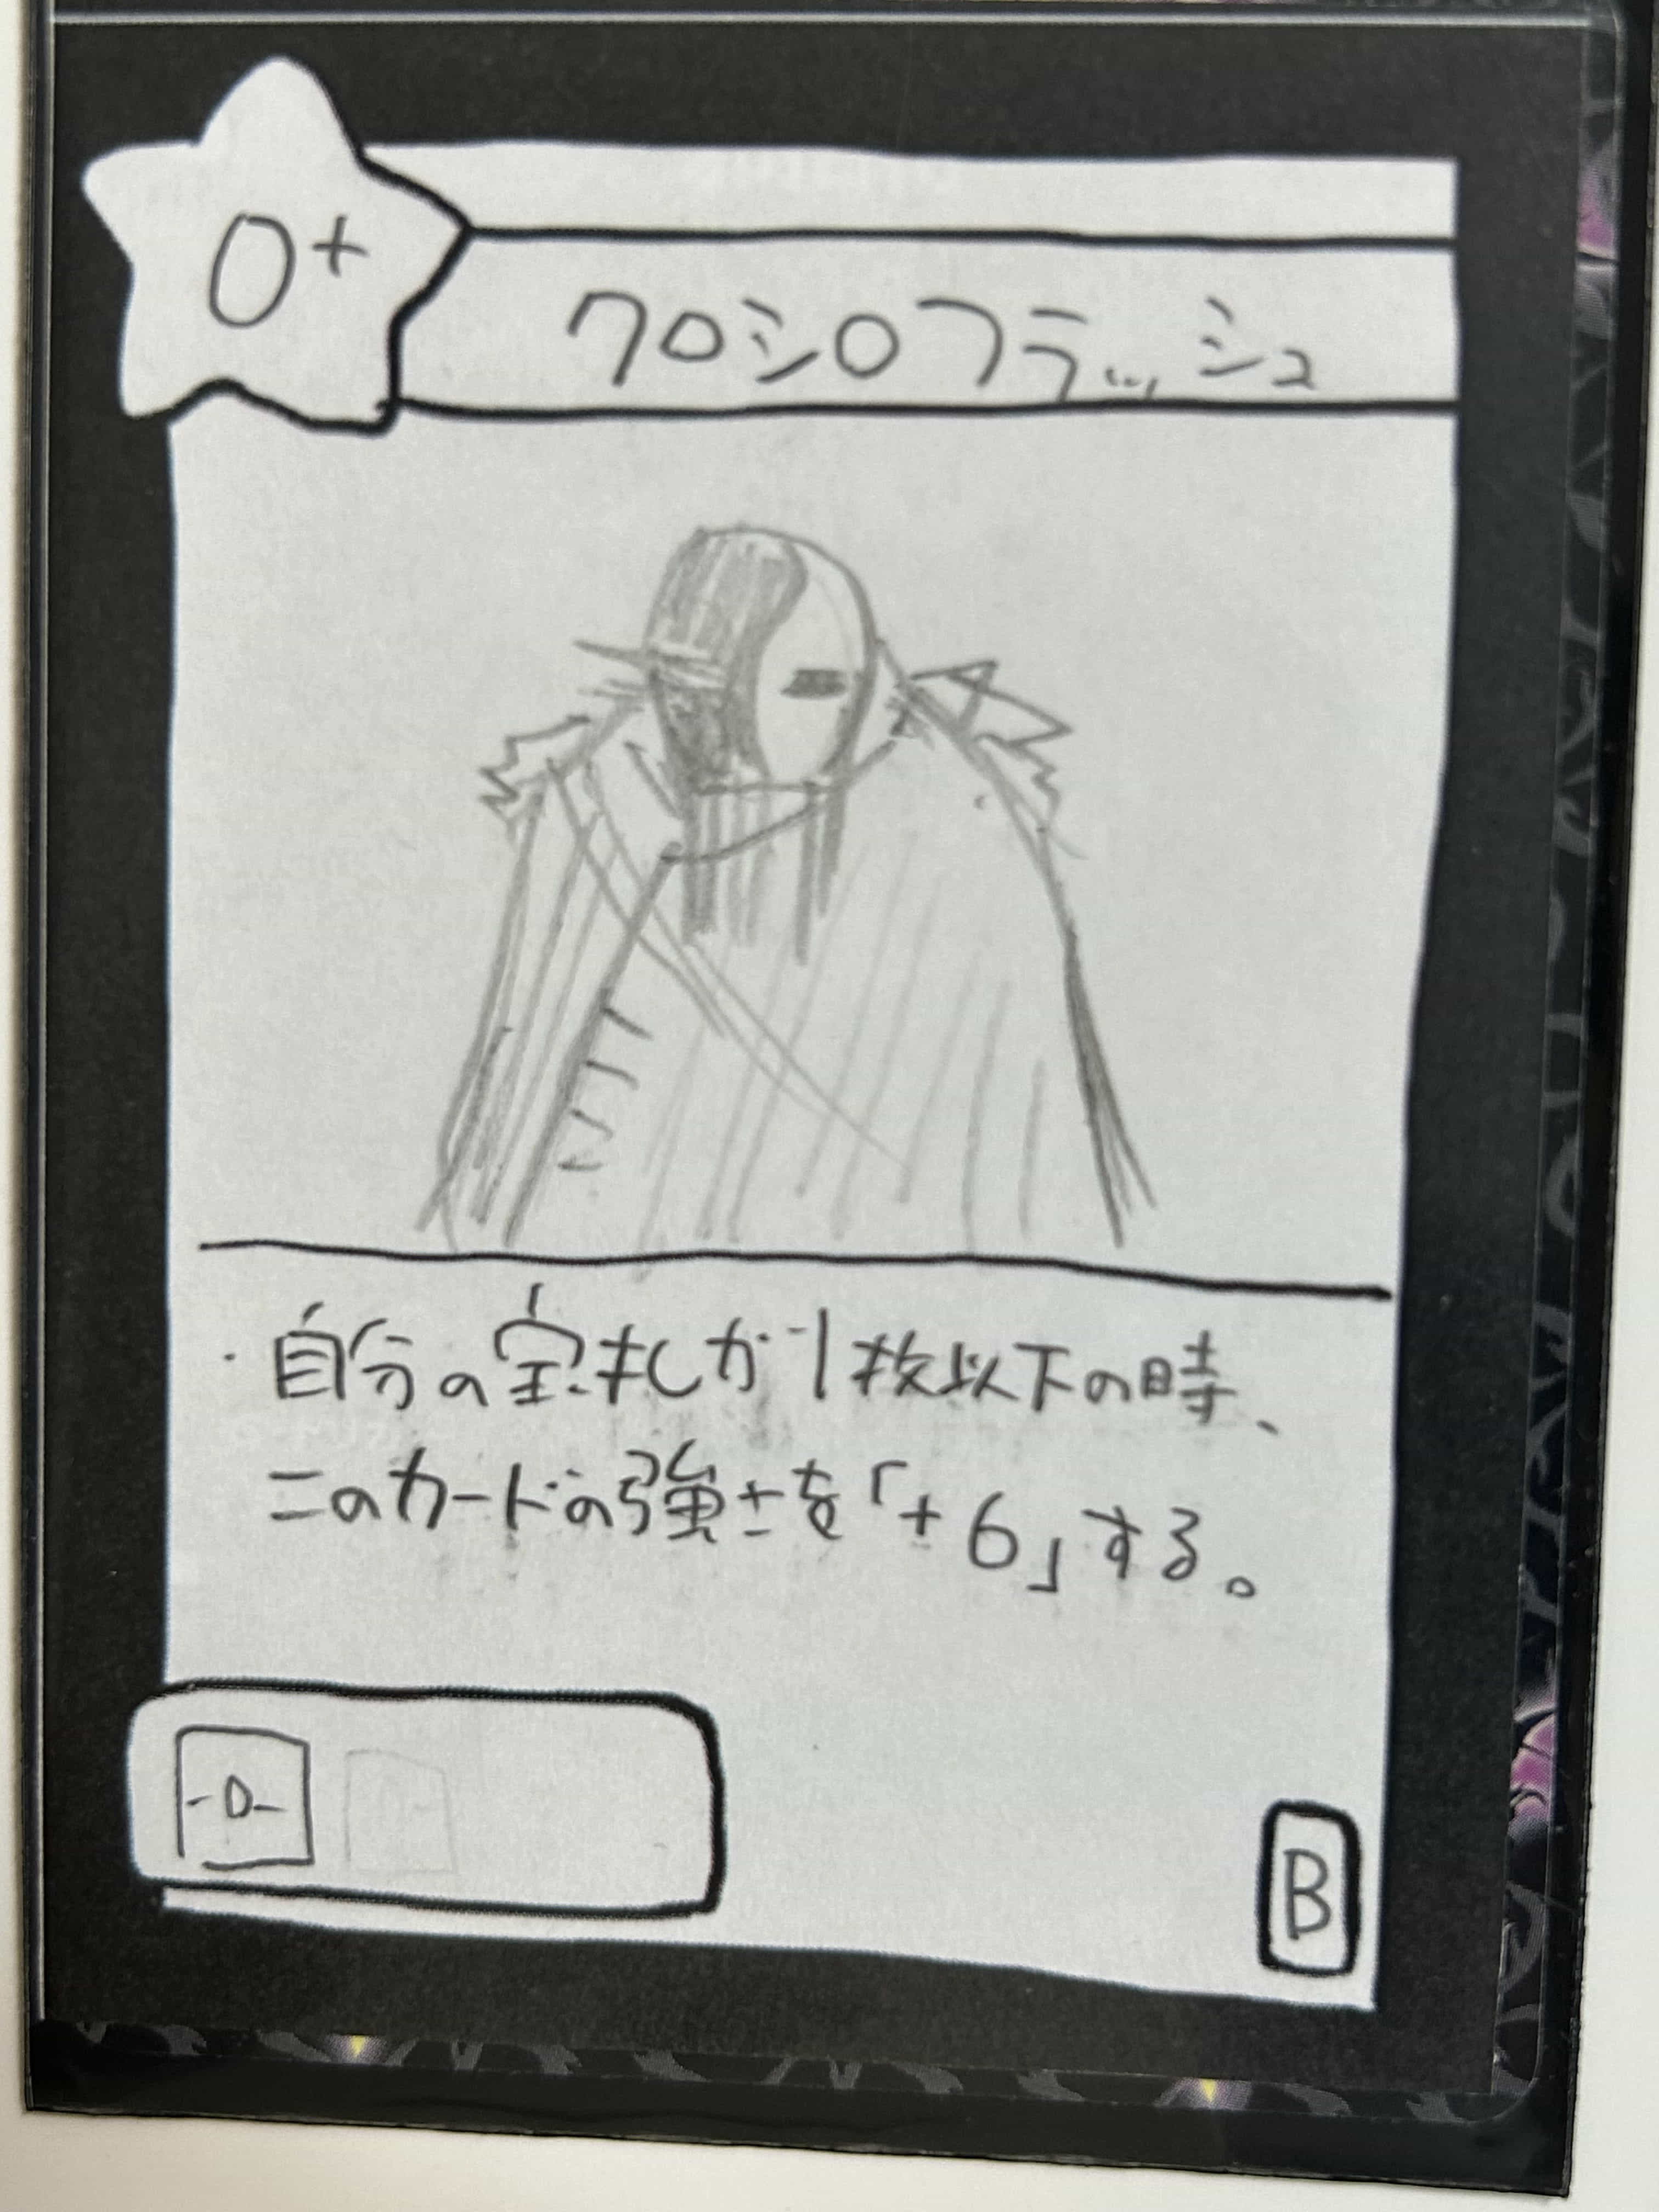 0+
クロシロフラッシュ
・自分の宝札が1枚以下の時、
このカードの強さを「+6」する。
-0-
B